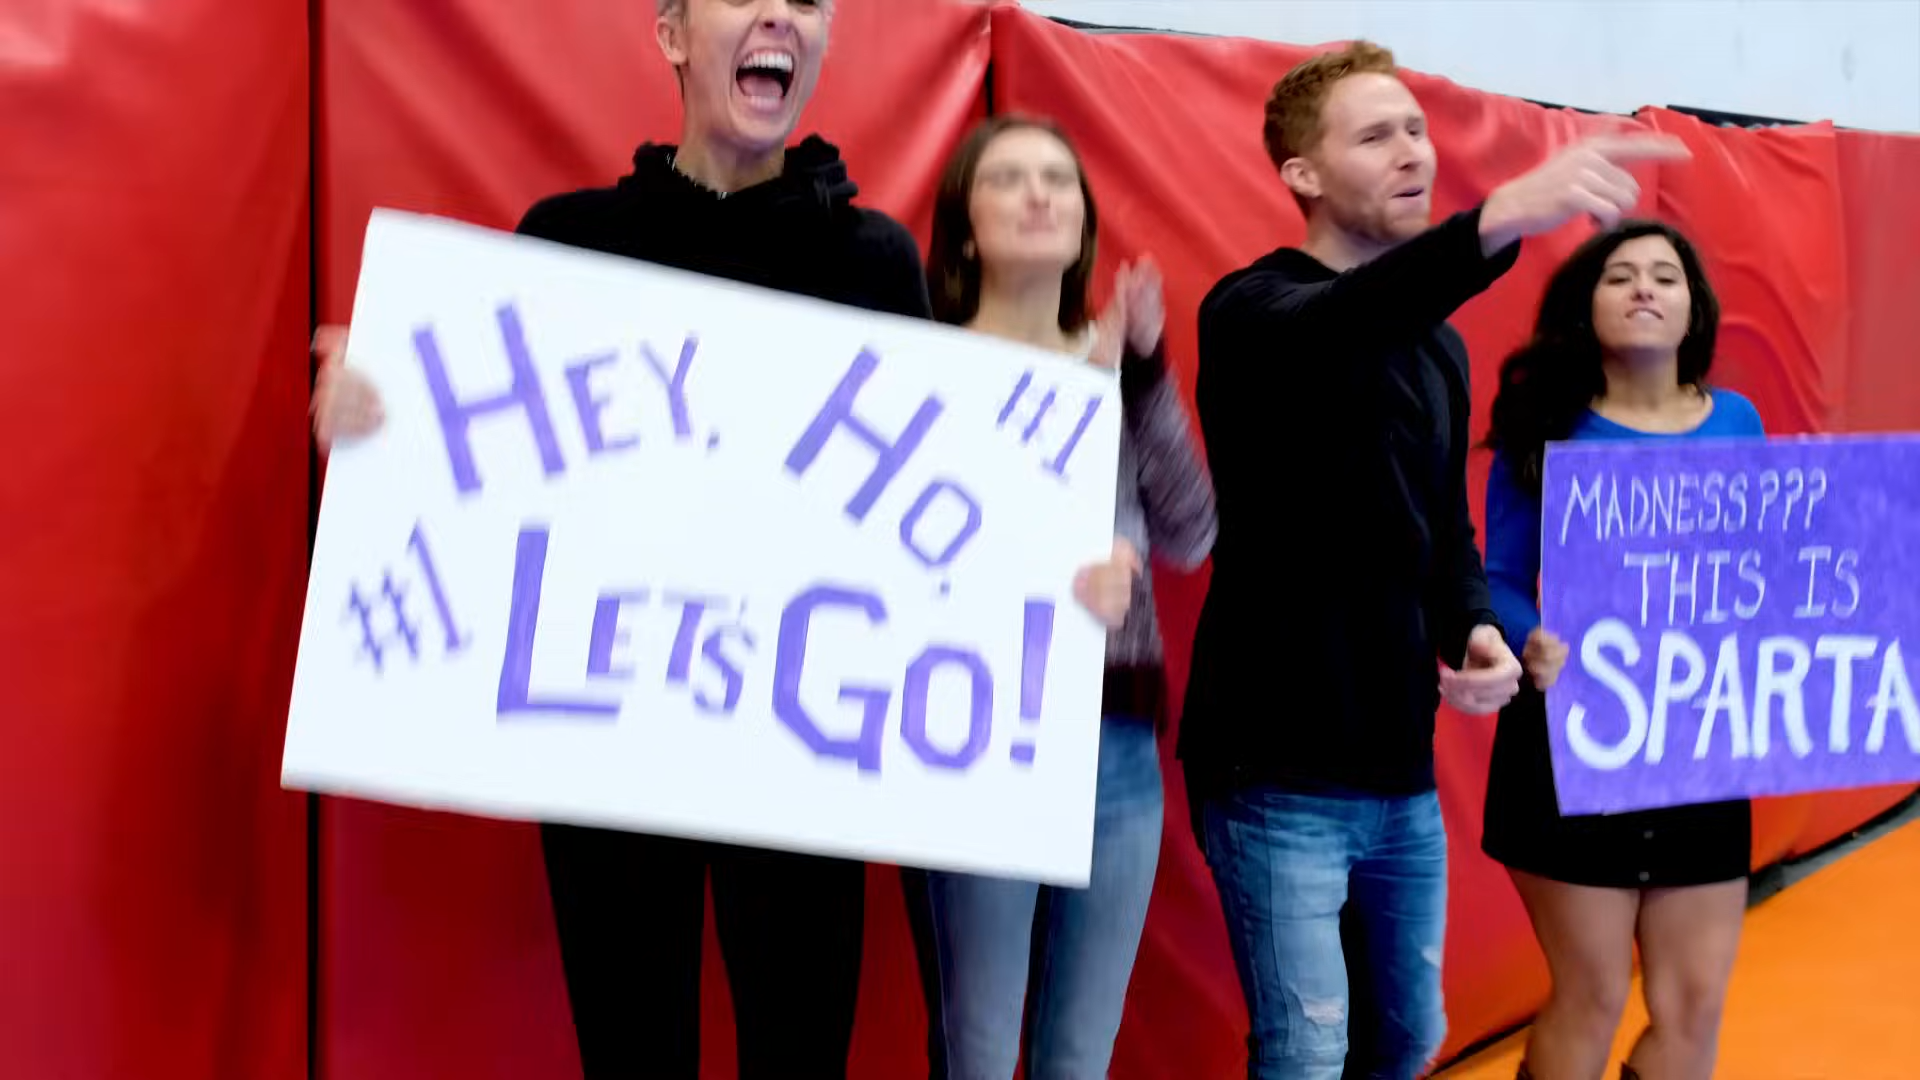 HEY, HO, #1
#1 LET'S GO!
MADNESS???
THIS IS
SPARTA